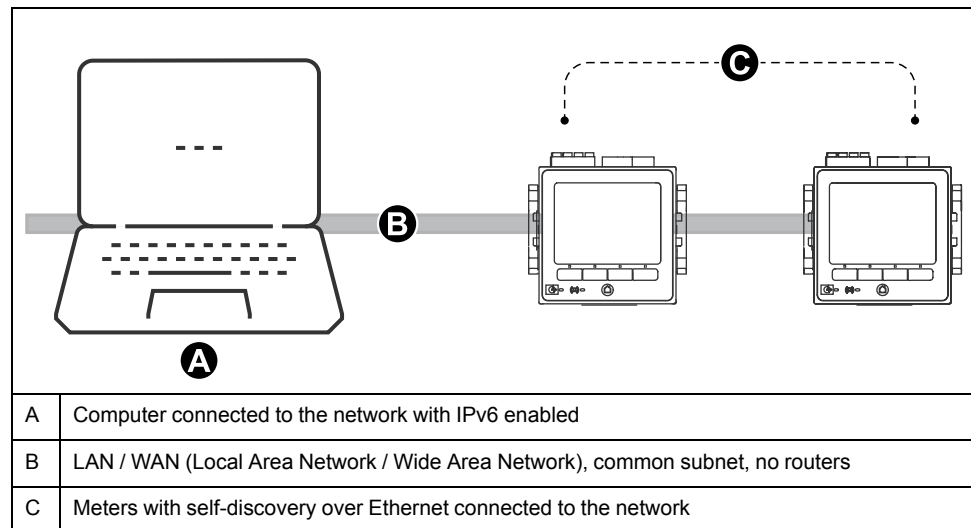 C
B
A
A Computer connected to the network with IPv6 enabled
B LAN / WAN (Local Area Network / Wide Area Network), common subnet, no routers
C Meters with self-discovery over Ethernet connected to the network